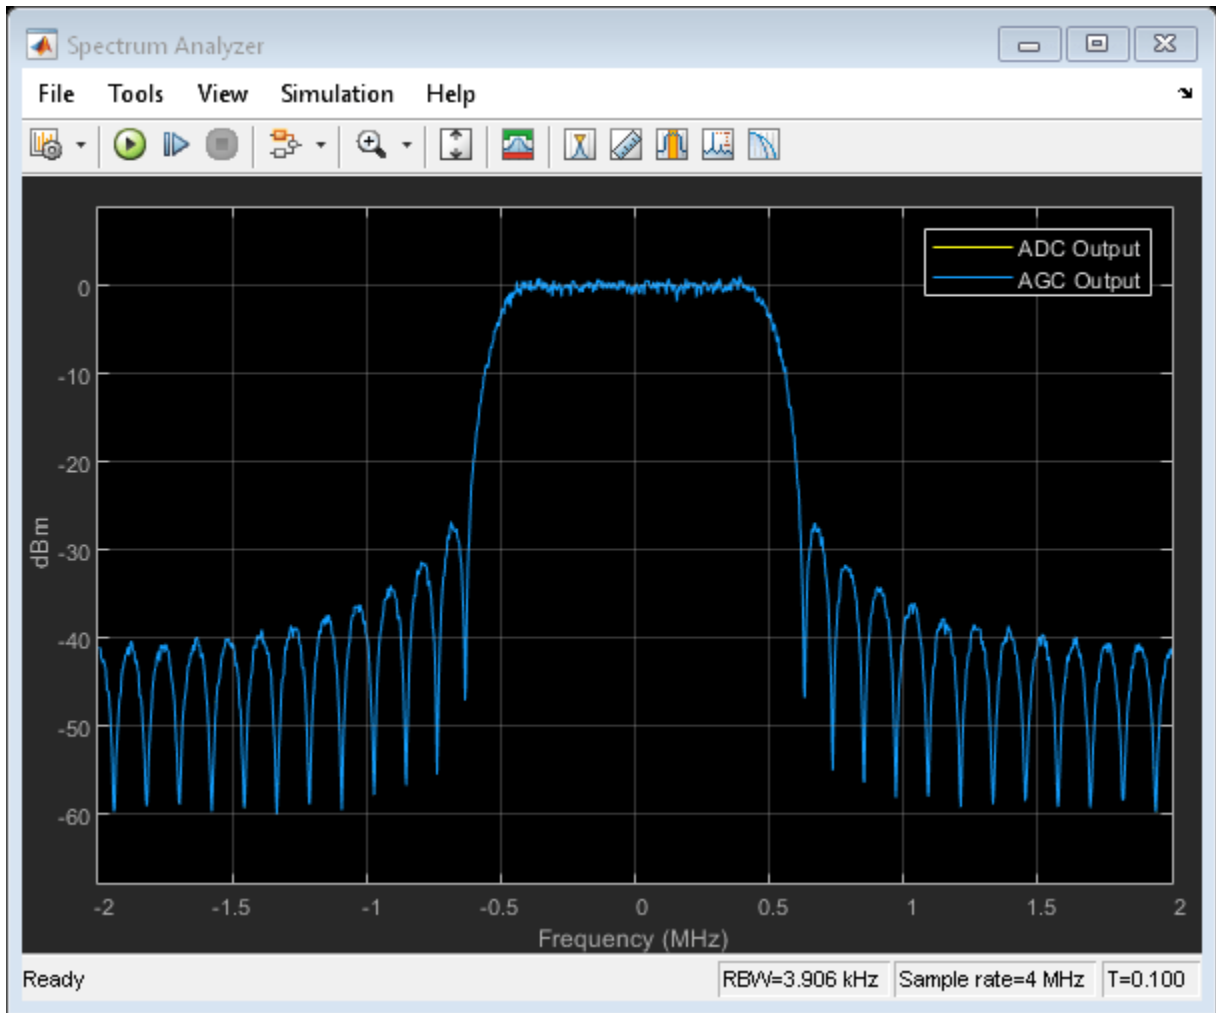 Spectrum Analyzer
File Tools View Simulation Help
ADC Output
AGC Output
0
-10
-20
-30
-40
-50
-60
dBm
-2 -1.5 -1 -0.5 0 0.5 1 1.5 2
Frequency (MHz)
Ready RBW=3.906 kHz Sample rate=4 MHz T=0.100